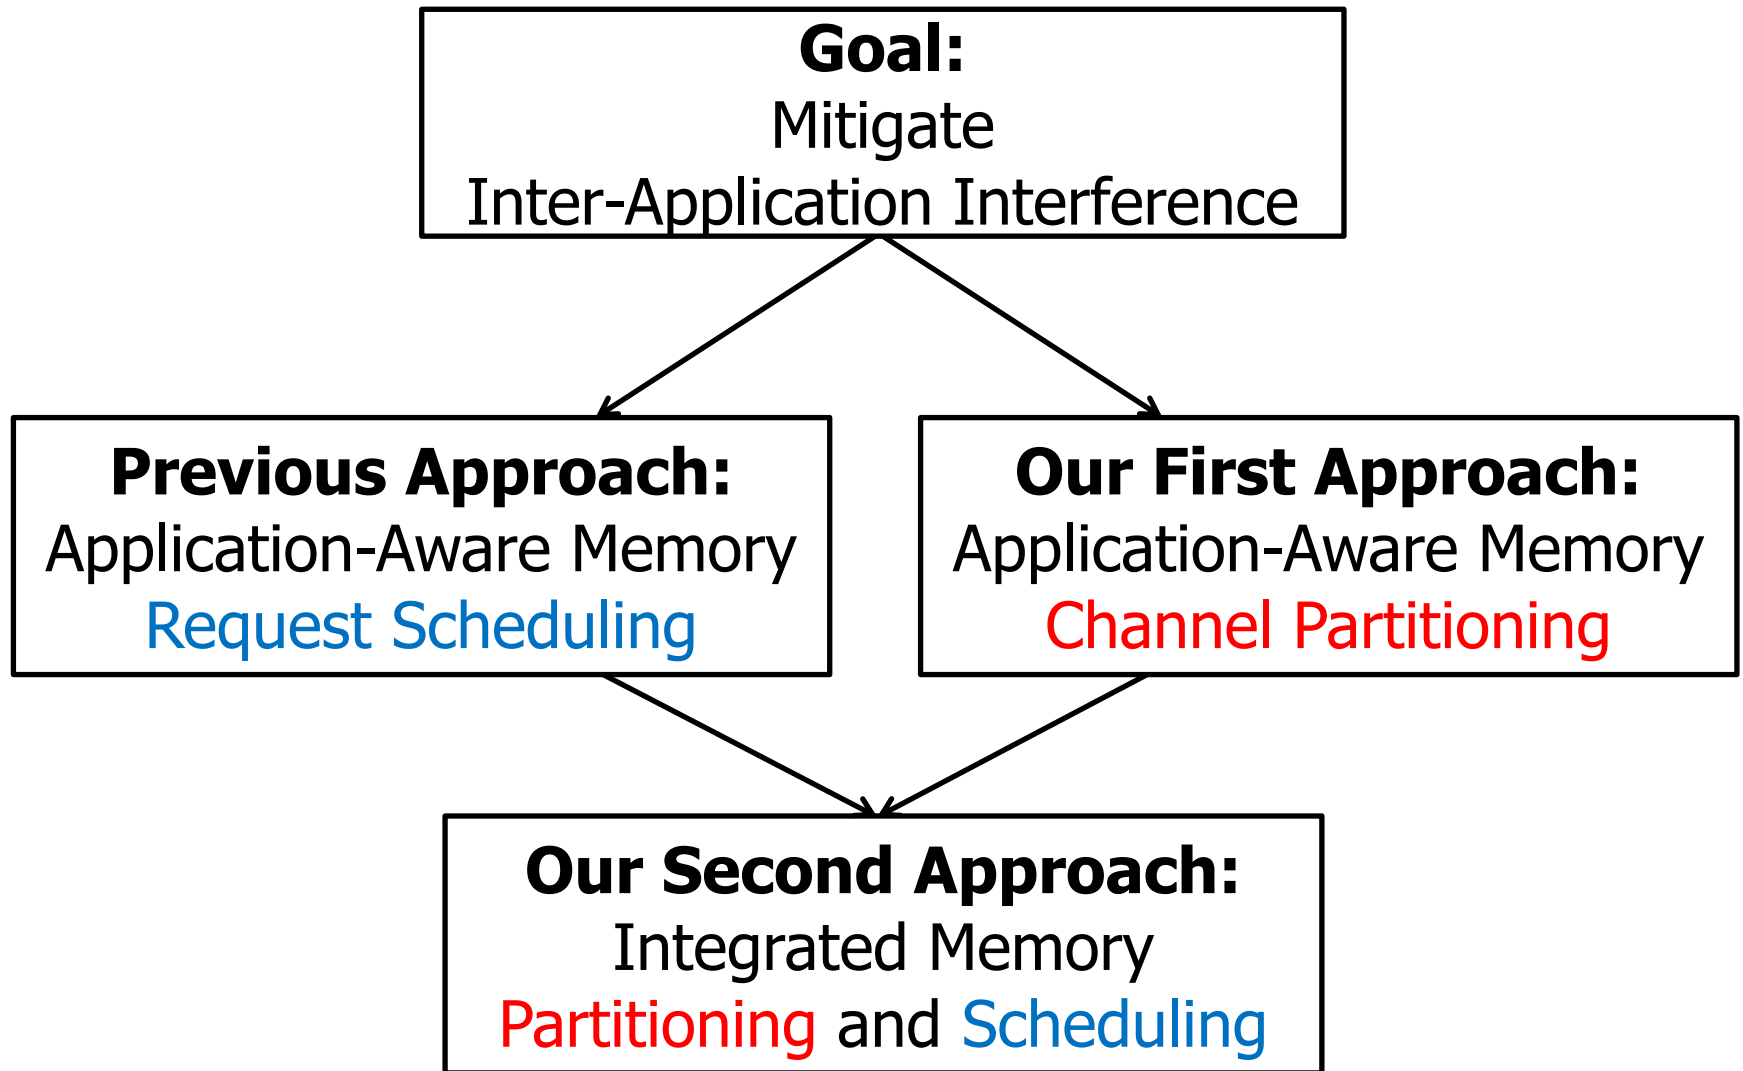 Goal:
Mitigate
Inter-Application Interference
Previous Approach:
Application-Aware Memory
Request Scheduling
Our First Approach:
Application-Aware Memory
Channel Partitioning
Our Second Approach:
Integrated Memory
Partitioning and Scheduling